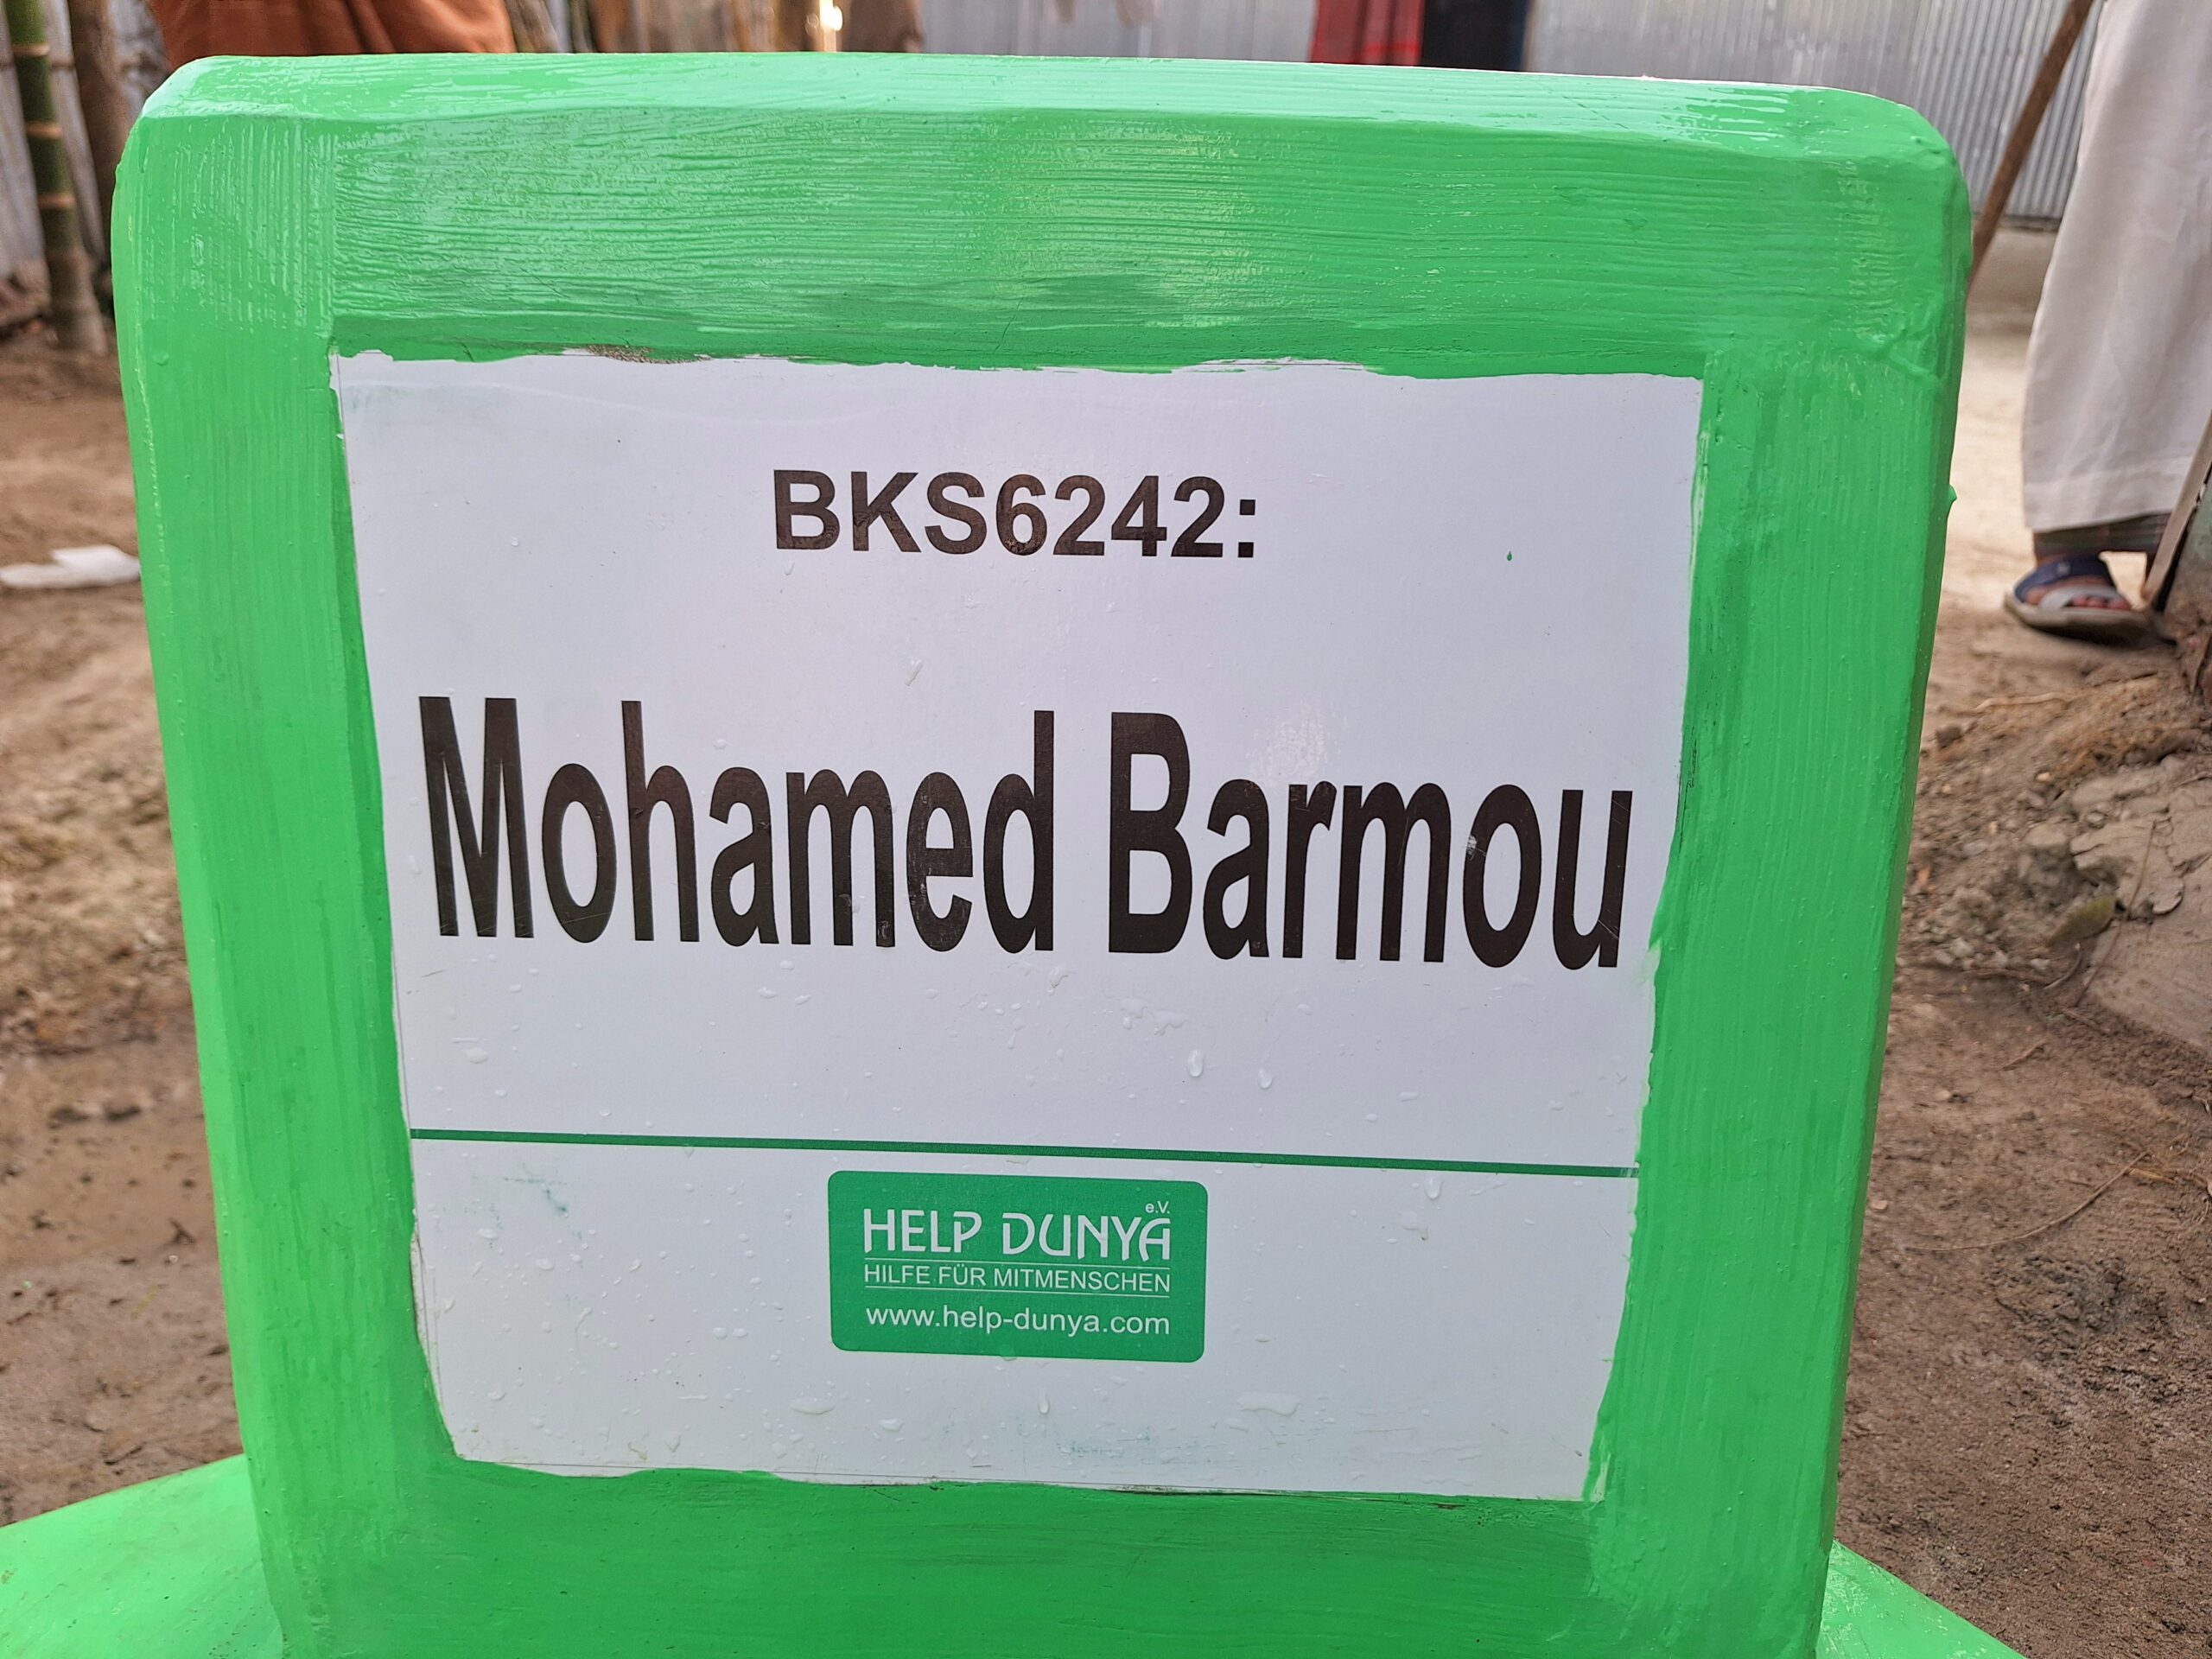 BKS6242:
Mohamed Barmou
HELP DUNYA e.V.
HILFE FÜR MITMENSCHEN
www.help-dunya.com